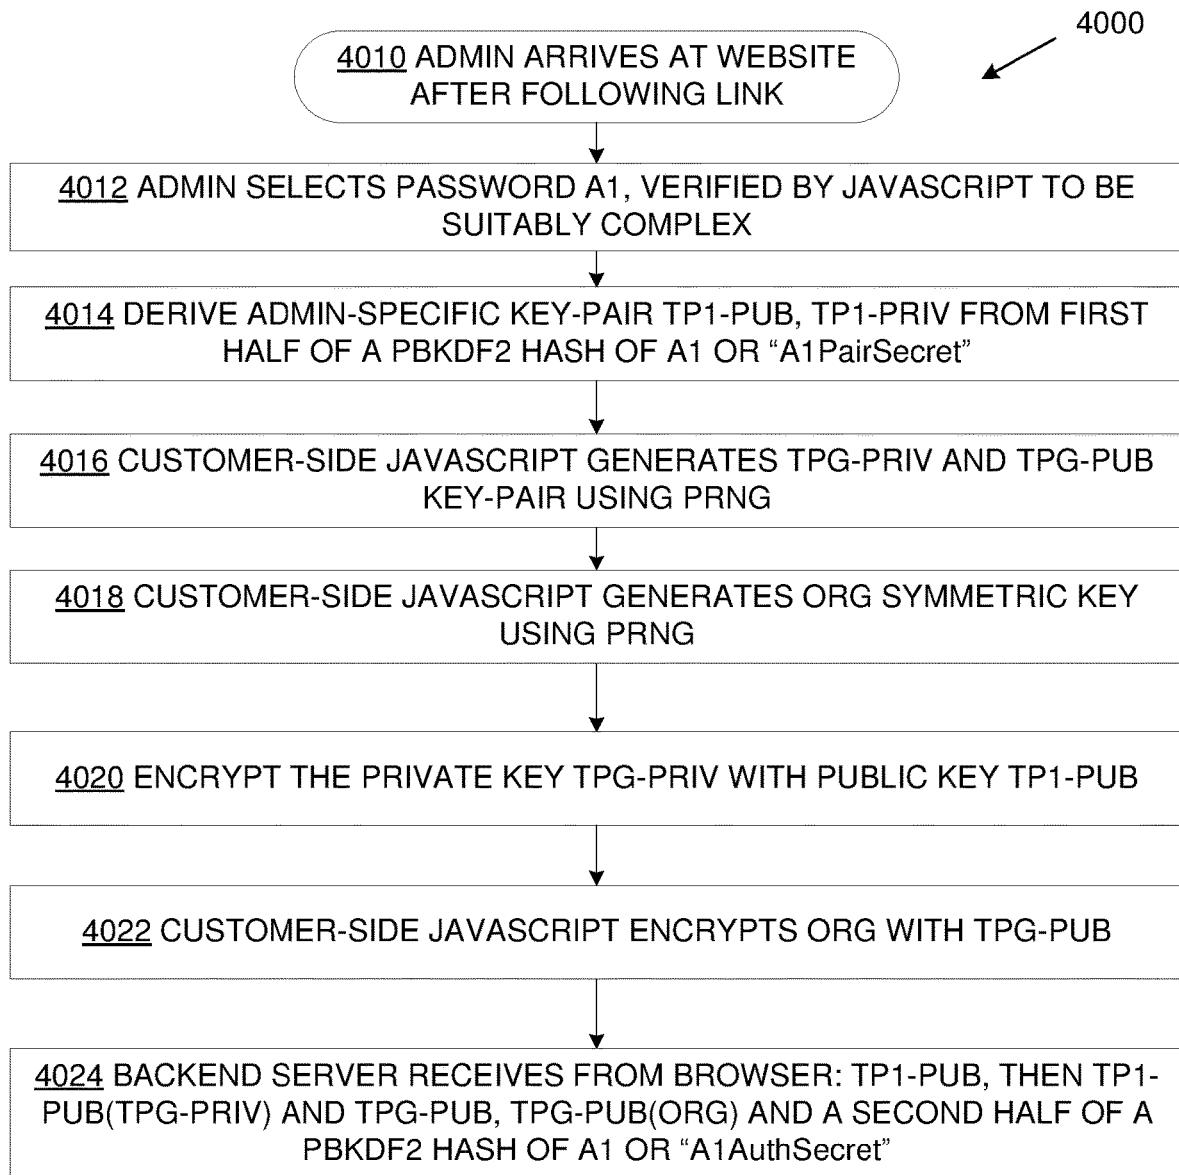 4000
4010 ADMIN ARRIVES AT WEBSITE
AFTER FOLLOWING LINK
4012 ADMIN SELECTS PASSWORD A1, VERIFIED BY JAVASCRIPT TO BE
SUITABLY COMPLEX
4014 DERIVE ADMIN-SPECIFIC KEY-PAIR TP1-PUB, TP1-PRIV FROM FIRST
HALF OF A PBKDF2 HASH OF A1 OR “A1PairSecret”
4016 CUSTOMER-SIDE JAVASCRIPT GENERATES TPG-PRIV AND TPG-PUB
KEY-PAIR USING PRNG
4018 CUSTOMER-SIDE JAVASCRIPT GENERATES ORG SYMMETRIC KEY
USING PRNG
4020 ENCRYPT THE PRIVATE KEY TPG-PRIV WITH PUBLIC KEY TP1-PUB
4022 CUSTOMER-SIDE JAVASCRIPT ENCRYPTS ORG WITH TPG-PUB
4024 BACKEND SERVER RECEIVES FROM BROWSER: TP1-PUB, THEN TP1-
PUB(TPG-PRIV) AND TPG-PUB, TPG-PUB(ORG) AND A SECOND HALF OF A
PBKDF2 HASH OF A1 OR “A1AuthSecret”